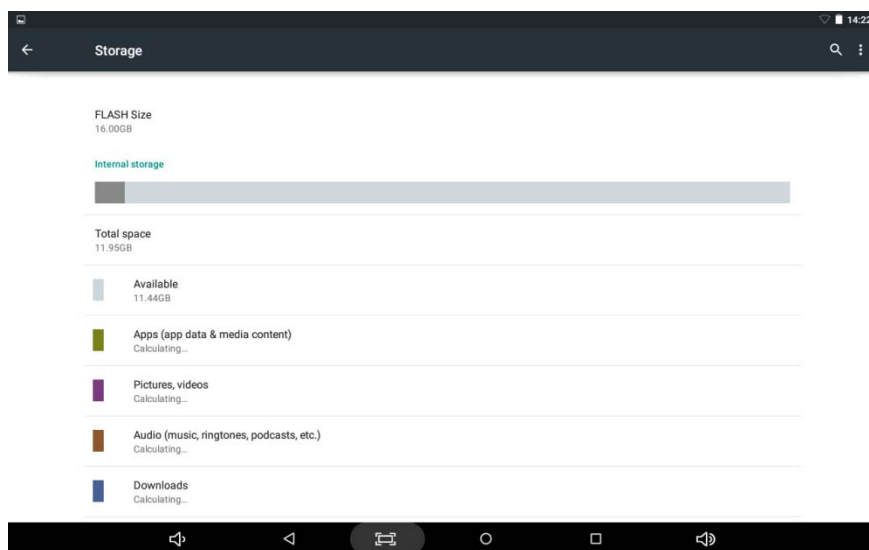 14:22
Storage
FLASH Size
16.00GB
Internal storage
Total space
11.95GB
Available
11.44GB
Apps (app data & media content)
Calculating...
Pictures, videos
Calculating...
Audio (music, ringtones, podcasts, etc.)
Calculating...
Downloads
Calculating...